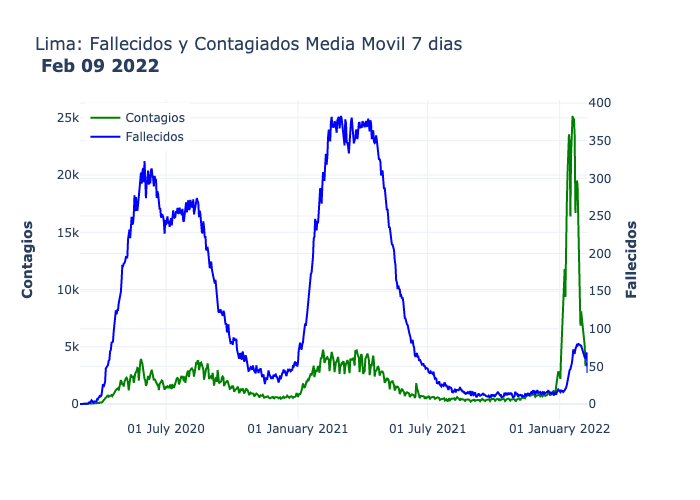 Lima: Fallecidos y Contagiados Media Movil 7 dias
Feb 09 2022
Contagios
Fallecidos
25k
20k
15k
10k
5k
0
Contagios
400
350
300
250
200
150
100
50
0
Fallecidos
01 July 2020
01 January 2021
01 July 2021
01 January 2022